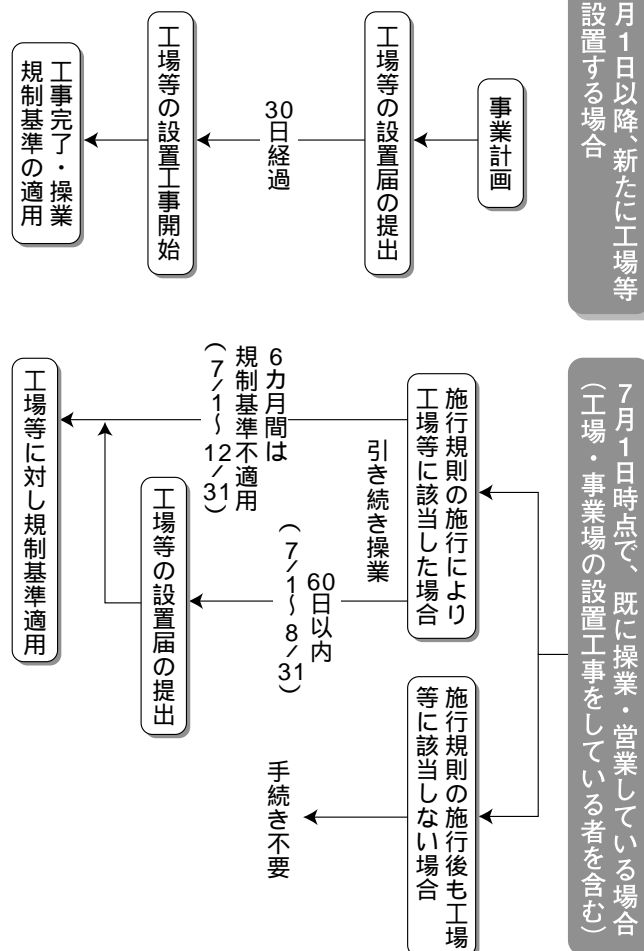 月1日以降、新たに工場等
設置する場合
事業計画
工場等の設置届の提出
30日経過
工場等の設置工事開始
工事完了・操業
規制基準の適用
7月1日時点で、既に操業・営業している場合
(工場・事業場の設置工事をしている者を含む)
施行規則の施行により
工場等に該当した場合
引き続き操業
6カ月間は
規制基準不適用
(7/1~12/31)
60日以内
(7/1~8/31)
工場等の設置届の提出
工場等に対し規制基準適用
施行規則の施行後も工場
等に該当しない場合
手続き不要